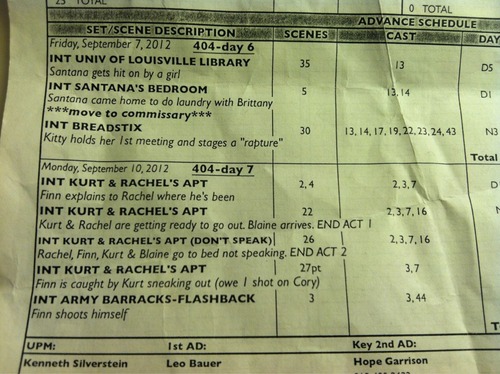 23 TOTAL 0 TOTAL
ADVANCE SCHEDULE
SET/SCENE DESCRIPTION SCENES CAST DAY
Friday, September 7, 2012 404-day 6
INT UNIV OF LOUISVILLE LIBRARY 35 13 D5
Santana gets hit on by a girl
INT SANTANA'S BEDROOM 5 13,14 D1
Santana came home to do laundry with Brittany
***move to commissary***
INT BREADSTIX 30 13, 14, 17, 19, 22, 23, 24, 43 N3
Kitty holds her 1st meeting and stages a "rapture"
Total
Monday, September 10, 2012 404-day 7
INT KURT & RACHEL'S APT 2, 4 2,3,7 D
Finn explains to Rachel where he's been
INT KURT & RACHEL'S APT 22 2,3,7,16
Kurt & Rachel are getting ready to go out. Blaine arrives. END ACT 1
INT KURT & RACHEL'S APT (DON'T SPEAK) 26 2,3,7,16
Rachel, Finn, Kurt & Blaine go to bed not speaking. END ACT 2
INT KURT & RACHEL'S APT 27pt 3,7
Finn is caught by Kurt sneaking out (owe 1 shot on Cory)
INT ARMY BARRACKS-FLASHBACK 3 3,44
Finn shoots himself
T
UPM: 1st AD: Key 2nd AD:
Kenneth Silverstein Leo Bauer Hope Garrison